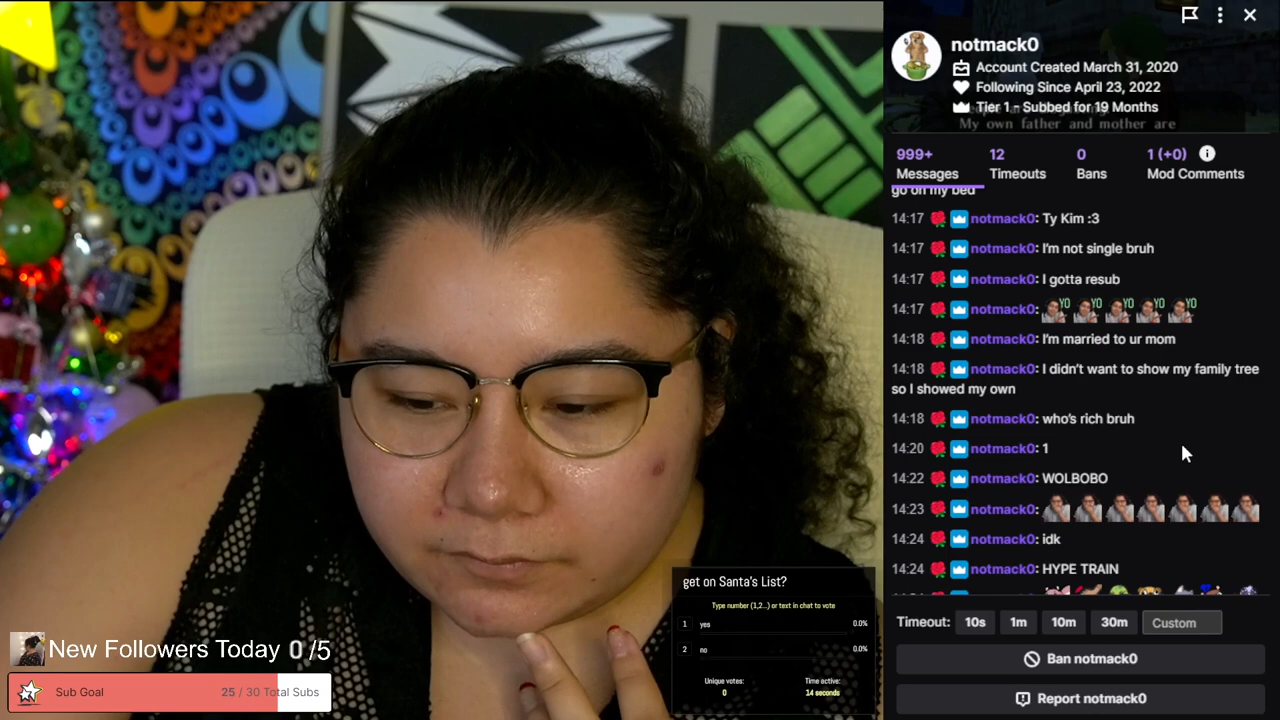 notmack0
Account Created March 31, 2020
Following Since April 23, 2022
Tier 1 - Subbed for 19 Months
My own father and mother are
999+
Messages
12
Timeouts
0
Bans
1 (+0)
Mod Comments
go on my bed
14:17 notmack0: Ty Kim :3
14:17 notmack0: I'm not single bruh
14:17 notmack0: I gotta resub
14:17 notmack0: YO YO YO YO YO
14:18 notmack0: I'm married to ur mom
14:18 notmack0: I didn't want to show my family tree
so I showed my own
14:18 notmack0: who's rich bruh
14:20 notmack0: 1
14:22 notmack0: WOLBOBO
14:23 notmack0:
14:24 notmack0: idk
14:24 notmack0: HYPE TRAIN
Timeout: 10s 1m 10m 30m Custom
Ban notmack0
Report notmack0
get on Santa's List?
Type number (1,2...) or text in chat to vote
1 yes 0.0%
2 no 0.0%
Unique votes: Time active:
0 14 seconds
New Followers Today 0 /5
Sub Goal 25 / 30 Total Subs